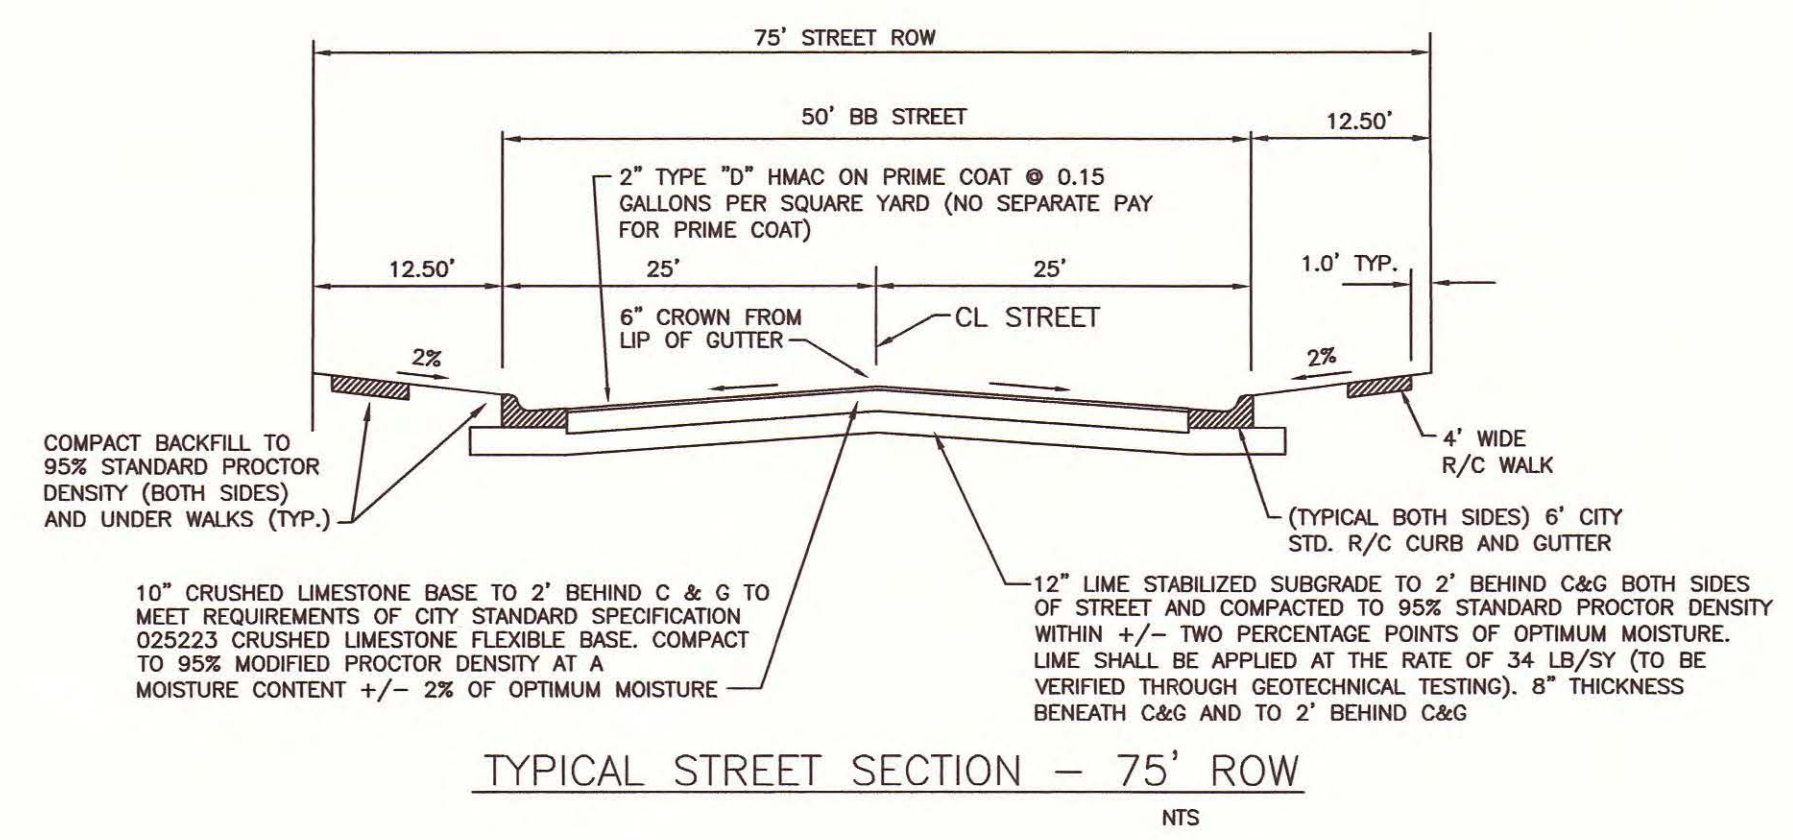 75' STREET ROW
50' BB STREET
12.50'
2" TYPE "D" HMAC ON PRIME COAT @ 0.15
GALLONS PER SQUARE YARD (NO SEPARATE PAY
FOR PRIME COAT)
12.50'
25'
25'
1.0' TYP.
6" CROWN FROM
LIP OF GUTTER
CL STREET
2%
2%
COMPACT BACKFILL TO
95% STANDARD PROCTOR
DENSITY (BOTH SIDES)
AND UNDER WALKS (TYP.)
4' WIDE
R/C WALK
(TYPICAL BOTH SIDES) 6' CITY
STD. R/C CURB AND GUTTER
10" CRUSHED LIMESTONE BASE TO 2' BEHIND C & G TO
MEET REQUIREMENTS OF CITY STANDARD SPECIFICATION
025223 CRUSHED LIMESTONE FLEXIBLE BASE. COMPACT
TO 95% MODIFIED PROCTOR DENSITY AT A
MOISTURE CONTENT +/- 2% OF OPTIMUM MOISTURE
12" LIME STABILIZED SUBGRADE TO 2' BEHIND C&G BOTH SIDES
OF STREET AND COMPACTED TO 95% STANDARD PROCTOR DENSITY
WITHIN +/- TWO PERCENTAGE POINTS OF OPTIMUM MOISTURE.
LIME SHALL BE APPLIED AT THE RATE OF 34 LB/SY (TO BE
VERIFIED THROUGH GEOTECHNICAL TESTING). 8" THICKNESS
BENEATH C&G AND TO 2' BEHIND C&G
TYPICAL STREET SECTION - 75' ROW
NTS